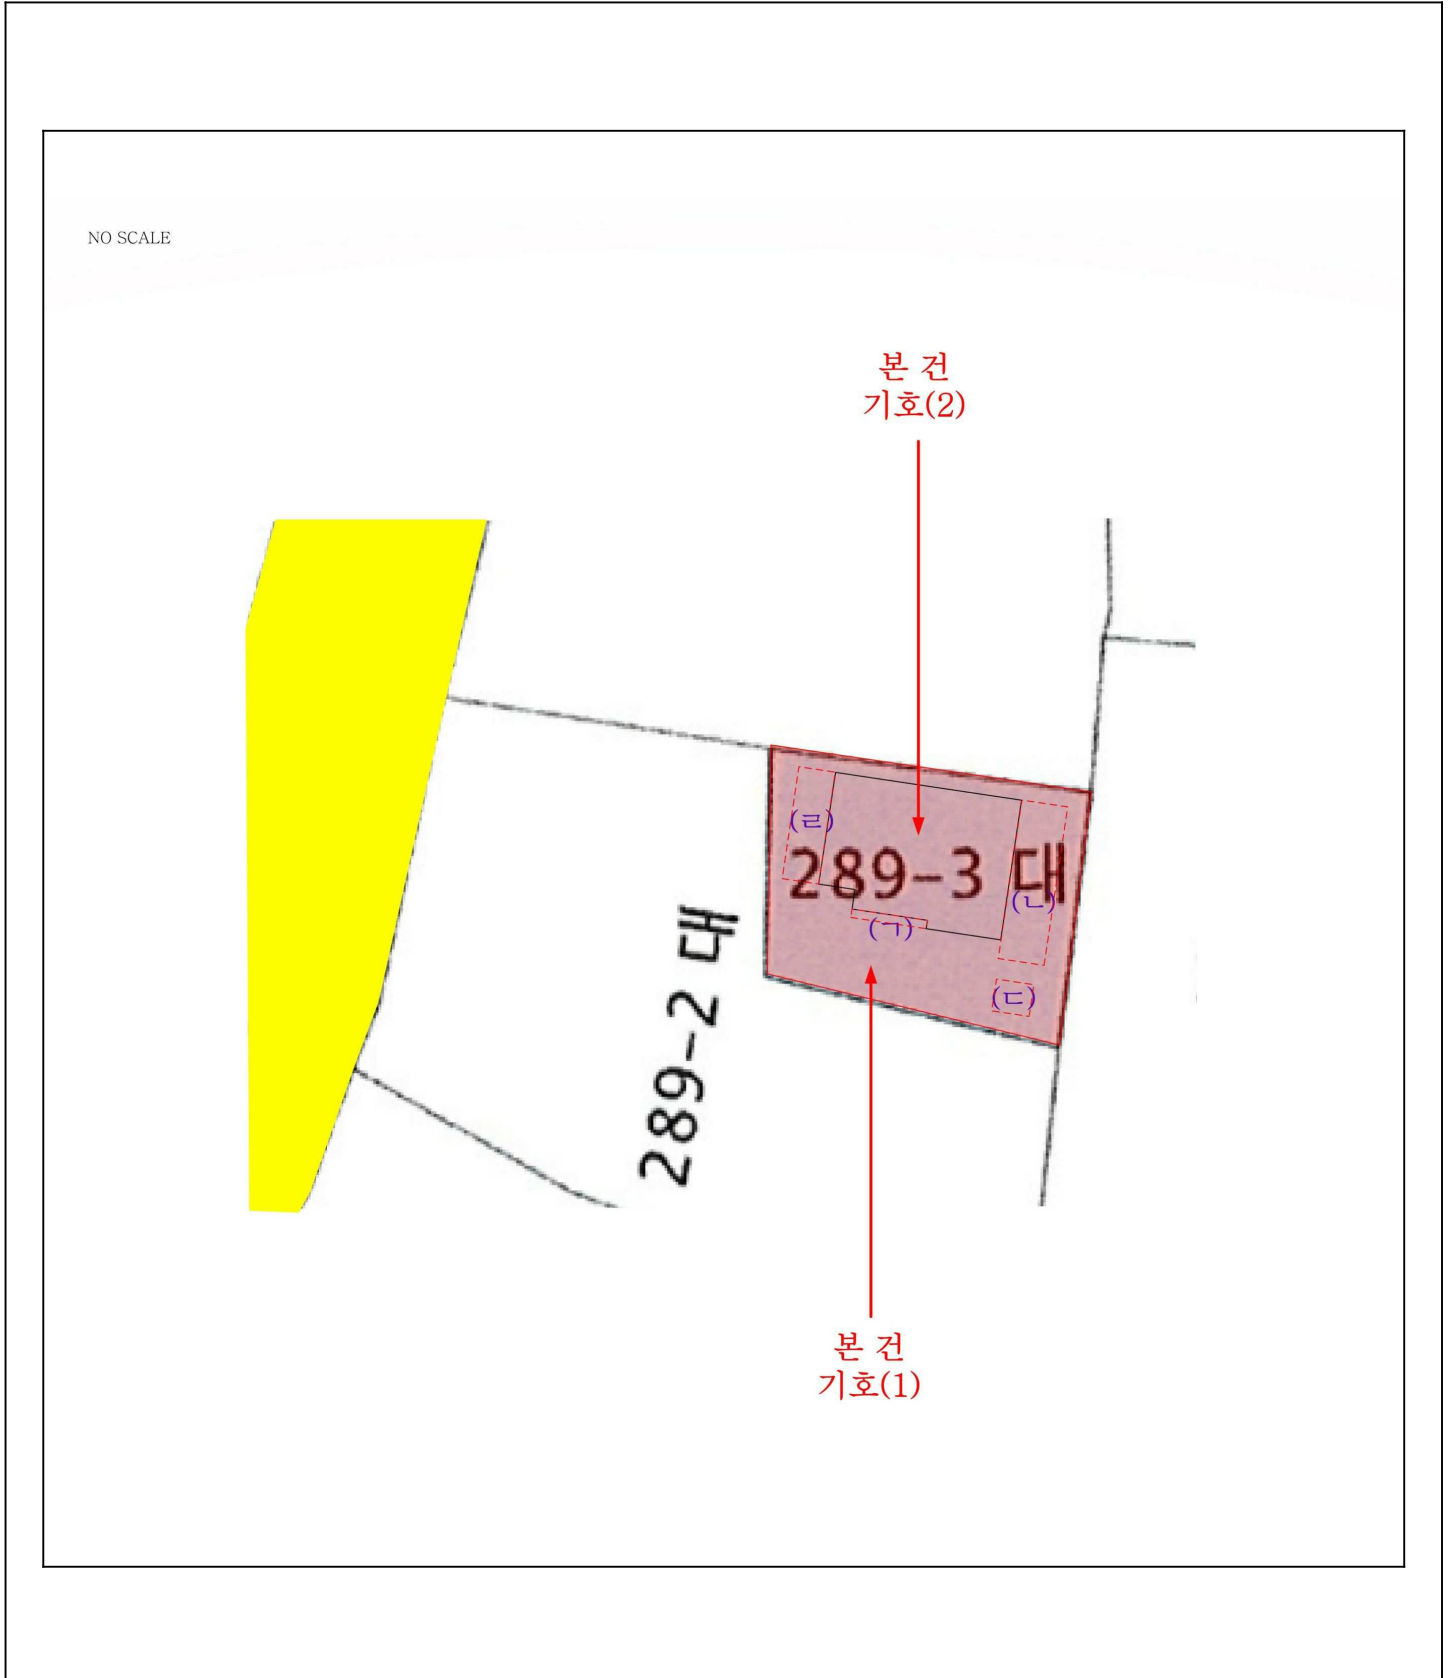 NO SCALE
본 건
기호(2)
(ㄹ)
289-3 대
(ㄴ)
(ㄱ)
(ㄷ)
289-2 대
본 건
기호(1)